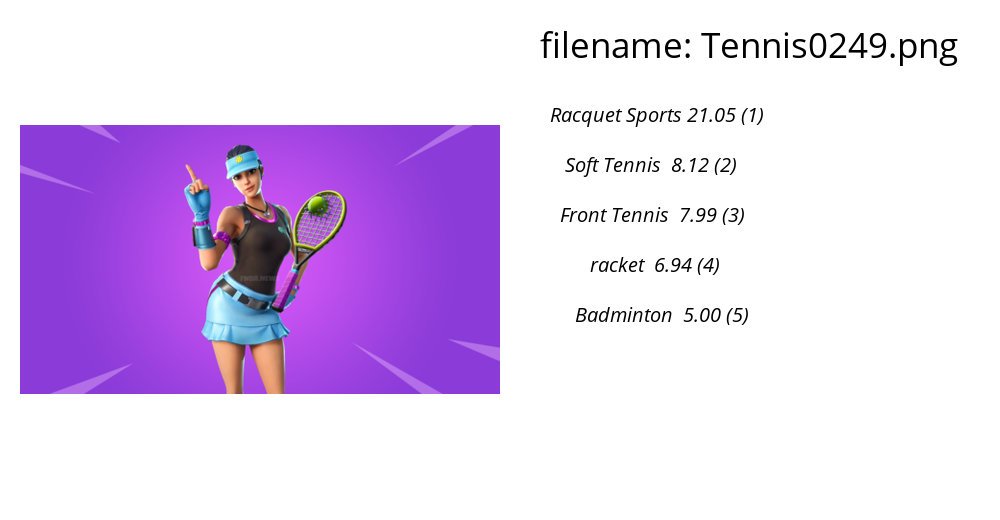 filename: Tennis0249.png
Racquet Sports 21.05 (1)
Soft Tennis 8.12 (2)
Front Tennis 7.99 (3)
racket 6.94 (4)
Badminton 5.00 (5)